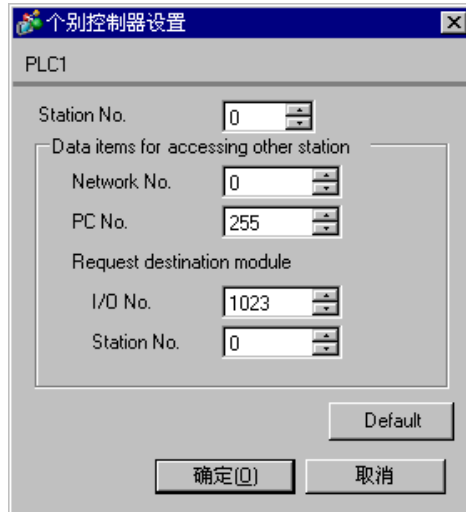 个别控制器设置
PLC1
Station No. 0
Data items for accessing other station
Network No. 0
PC No. 255
Request destination module
I/O No. 1023
Station No. 0
Default
确定(O) 取消